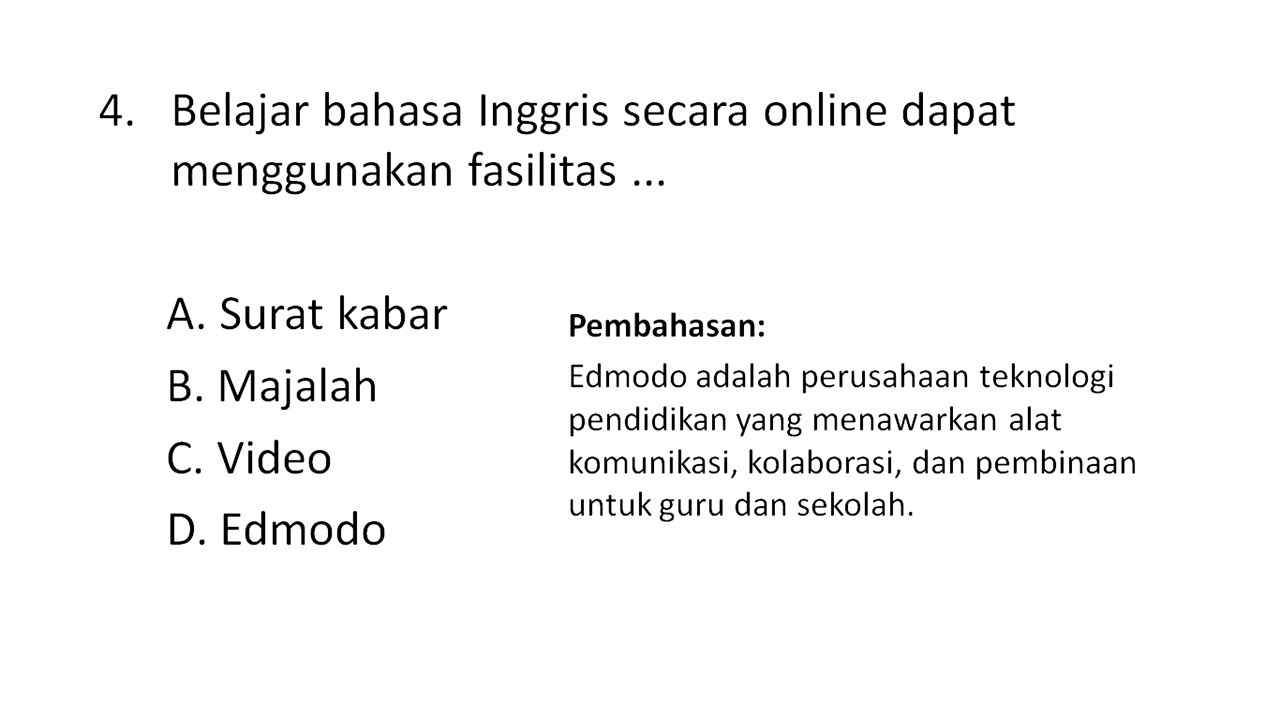 4. Belajar bahasa Inggris secara online dapat
menggunakan fasilitas ...
A. Surat kabar
B. Majalah
C. Video
D. Edmodo
Pembahasan:
Edmodo adalah perusahaan teknologi
pendidikan yang menawarkan alat
komunikasi, kolaborasi, dan pembinaan
untuk guru dan sekolah.